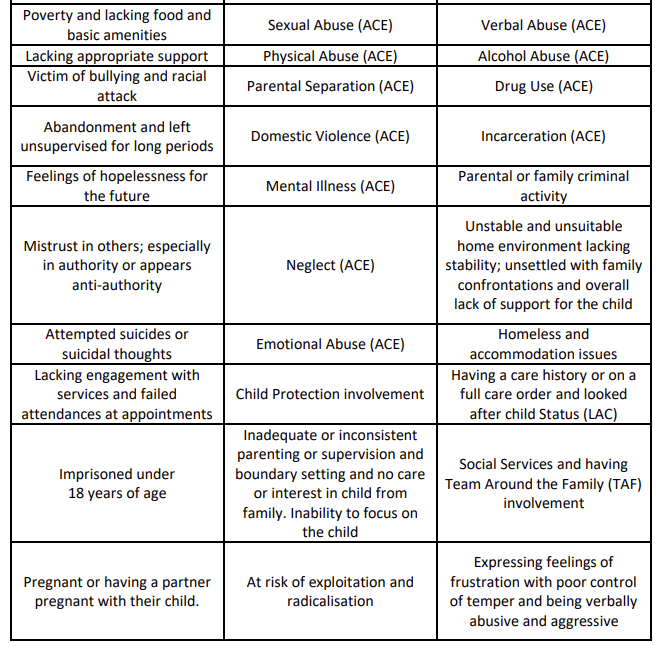 Poverty and lacking food and
basic amenities
Sexual Abuse (ACE)
Verbal Abuse (ACE)
Lacking appropriate support
Physical Abuse (ACE)
Alcohol Abuse (ACE)
Victim of bullying and racial
attack
Parental Separation (ACE)
Drug Use (ACE)
Abandonment and left
unsupervised for long periods
Domestic Violence (ACE)
Incarceration (ACE)
Feelings of hopelessness for
the future
Mental Illness (ACE)
Parental or family criminal
activity
Mistrust in others; especially
in authority or appears
anti-authority
Neglect (ACE)
Unstable and unsuitable
home environment lacking
stability; unsettled with family
confrontations and overall
lack of support for the child
Attempted suicides or
suicidal thoughts
Emotional Abuse (ACE)
Homeless and
accommodation issues
Lacking engagement with
services and failed
attendances at appointments
Child Protection involvement
Having a care history or on a
full care order and looked
after child Status (LAC)
Imprisoned under
18 years of age
Inadequate or inconsistent
parenting or supervision and
boundary setting and no care
or interest in child from
family. Inability to focus on
the child
Social Services and having
Team Around the Family (TAF)
involvement
Pregnant or having a partner
pregnant with their child.
At risk of exploitation and
radicalisation
Expressing feelings of
frustration with poor control
of temper and being verbally
abusive and aggressive